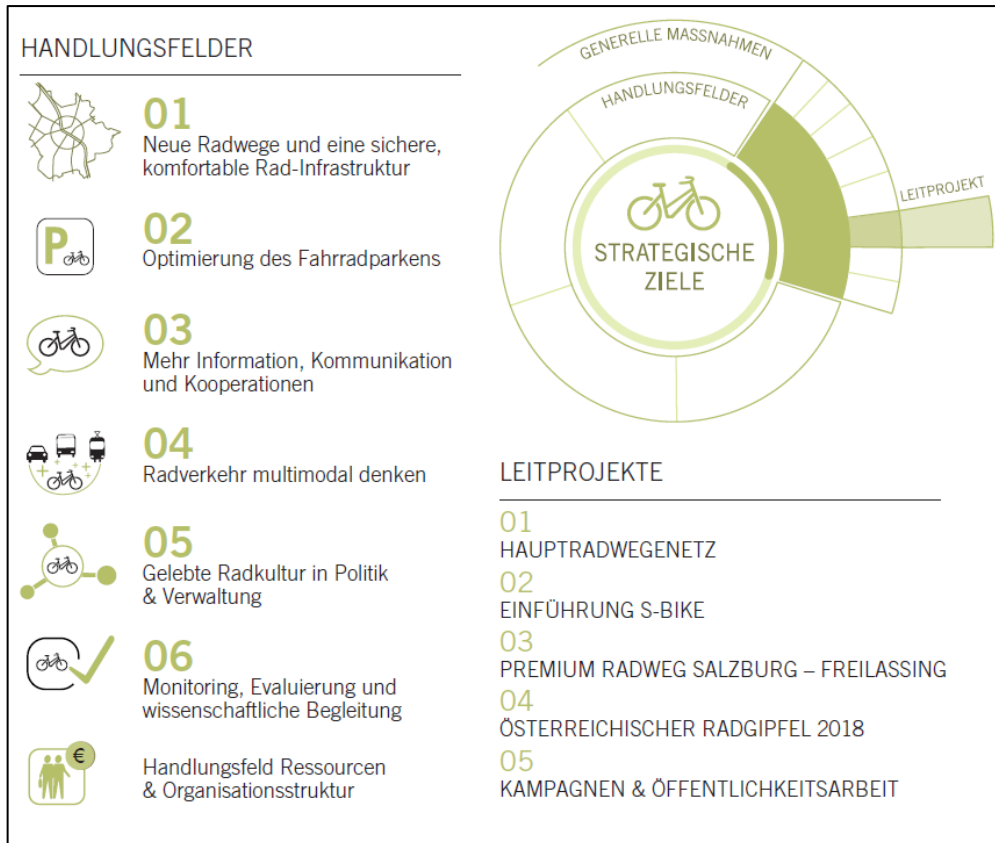 HANDLUNGSFELDER
01
Neue Radwege und eine sichere,
komfortable Rad-Infrastruktur
P
02
Optimierung des Fahrradparkens
03
Mehr Information, Kommunikation
und Kooperationen
04
Radverkehr multimodal denken
05
Gelebte Radkultur in Politik
& Verwaltung
06
Monitoring, Evaluierung und
wissenschaftliche Begleitung
€
Handlungsfeld Ressourcen
& Organisationsstruktur
GENERELLE MASSNAHMEN
HANDLUNGSFELDER
LEITPROJEKT
STRATEGISCHE
ZIELE
LEITPROJEKTE
01
HAUPTRADWEGENETZ
02
EINFÜHRUNG S-BIKE
03
PREMIUM RADWEG SALZBURG – FREILASSING
04
ÖSTERREICHISCHER RADGIPFEL 2018
05
KAMPAGNEN & ÖFFENTLICHKEITSARBEIT